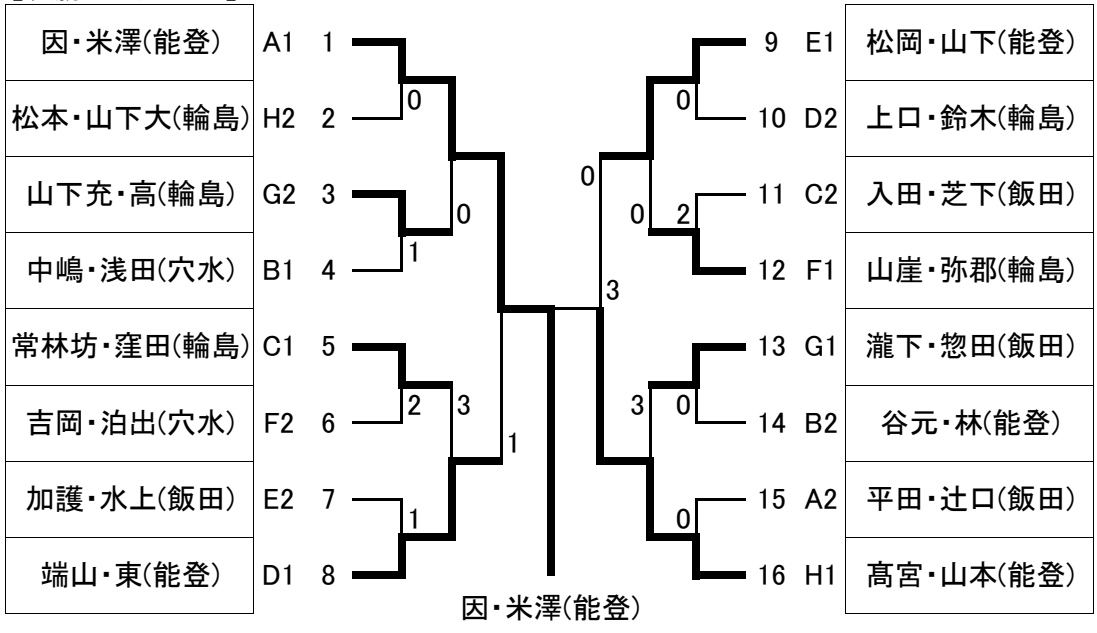 因・米澤(能登) A1 1
松本・山下大(輪島) H2 2
山下充・高(輪島) G2 3
中嶋・浅田(穴水) B1 4
常林坊・窪田(輪島) C1 5
吉岡・泊出(穴水) F2 6
加護・水上(飯田) E2 7
端山・東(能登) D1 8
0
1
2
1
0
3
1
3
0
0
3
0
2
0
0
9 E1 松岡・山下(能登)
10 D2 上口・鈴木(輪島)
11 C2 入田・芝下(飯田)
12 F1 山崖・弥郡(輪島)
13 G1 瀧下・惣田(飯田)
14 B2 谷元・林(能登)
15 A2 平田・辻口(飯田)
16 H1 髙宮・山本(能登)
因・米澤(能登)